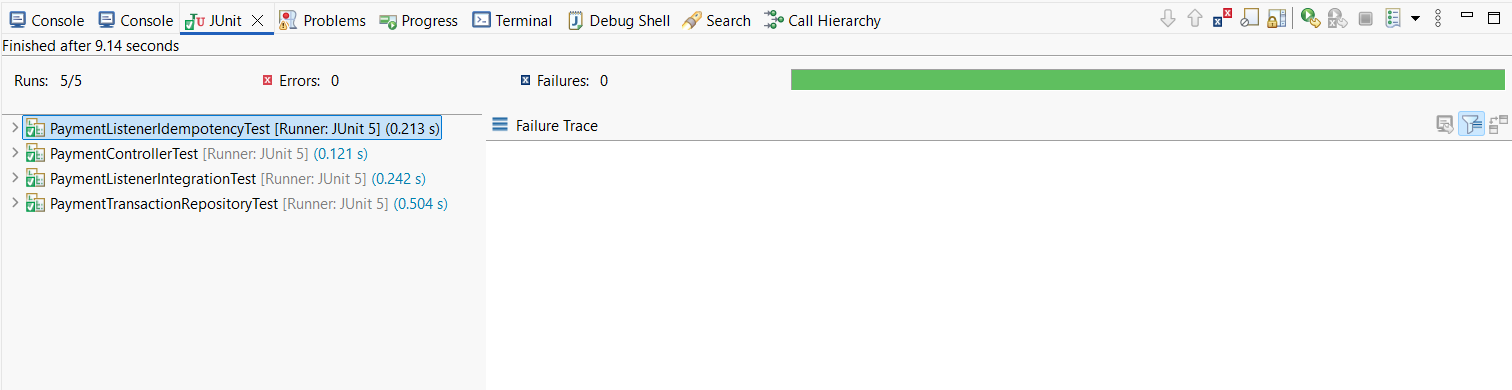 Console Console JUnit Problems Progress Terminal Debug Shell Search Call Hierarchy
Finished after 9.14 seconds
Runs: 5/5 Errors: 0 Failures: 0
PaymentListenerIdempotencyTest [Runner: JUnit 5] (0.213 s)
Failure Trace
PaymentControllerTest [Runner: JUnit 5] (0.121 s)
PaymentListenerIntegrationTest [Runner: JUnit 5] (0.242 s)
PaymentTransactionRepositoryTest [Runner: JUnit 5] (0.504 s)